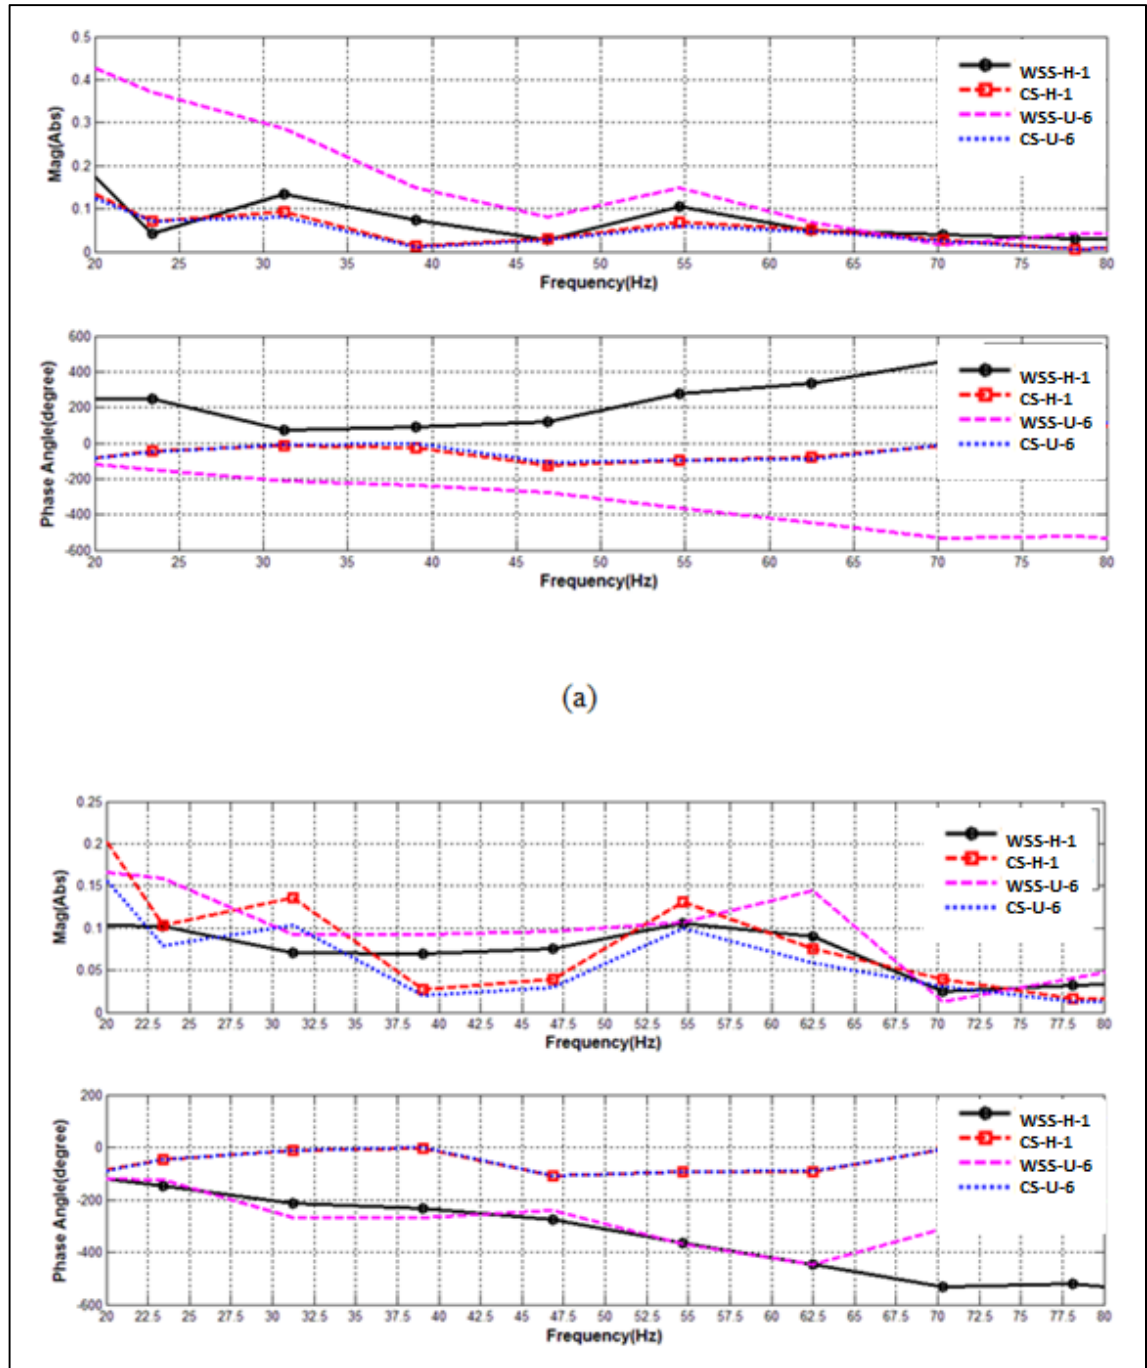 0.5
0.4
0.3
0.2
0.1
0
Mag(Abs)
WSS-H-1
CS-H-1
WSS-U-6
CS-U-6
20 25 30 35 40 45 50 55 60 65 70 75 80
Frequency(Hz)
600
400
200
0
-200
-400
-600
Phase Angle(degree)
WSS-H-1
CS-H-1
WSS-U-6
CS-U-6
20 25 30 35 40 45 50 55 60 65 70 75 80
Frequency(Hz)
(a)
0.25
0.2
0.15
0.1
0.05
0
Mag(Abs)
WSS-H-1
CS-H-1
WSS-U-6
CS-U-6
20 22.5 25 27.5 30 32.5 35 37.5 40 42.5 45 47.5 50 52.5 55 57.5 60 62.5 65 67.5 70 72.5 75 77.5 80
Frequency(Hz)
200
0
-200
-400
-600
Phase Angle(degree)
WSS-H-1
CS-H-1
WSS-U-6
CS-U-6
20 22.5 25 27.5 30 32.5 35 37.5 40 42.5 45 47.5 50 52.5 55 57.5 60 62.5 65 67.5 70 72.5 75 77.5 80
Frequency(Hz)